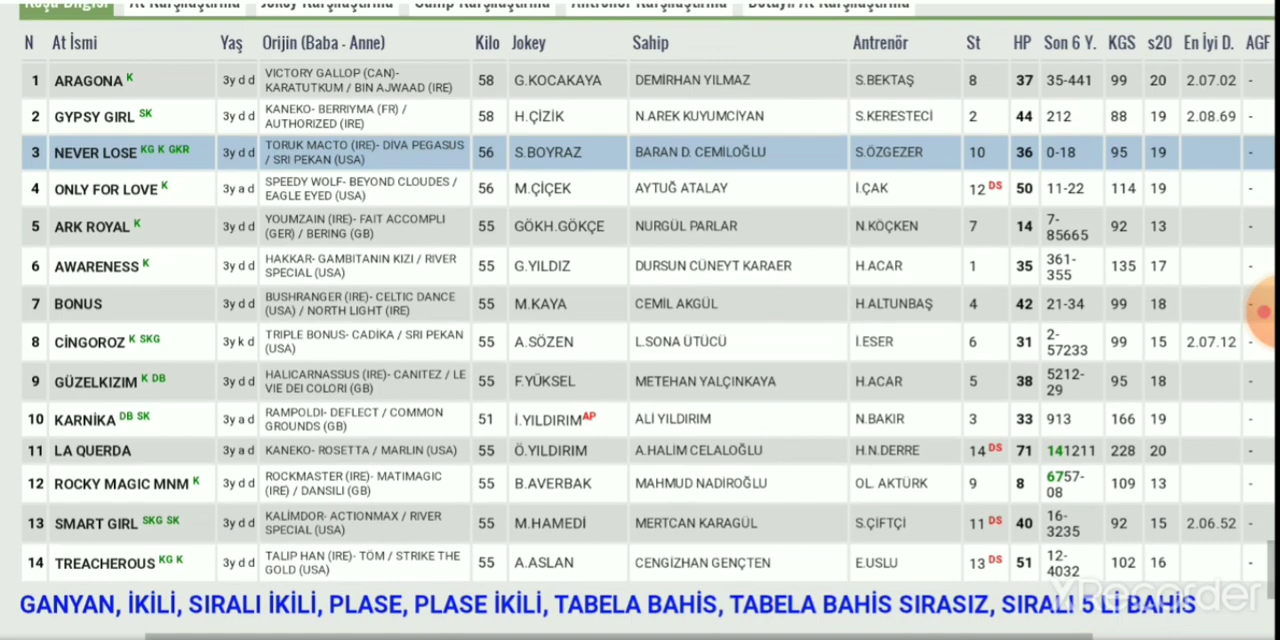 Koşu Bilgisi At Karşılaştırma Jokey Karşılaştırma Antrenör Karşılaştırma Detaylı At Karşılaştırma
N At İsmi Yaş Orijin (Baba - Anne) Kilo Jokey Sahip Antrenör St HP Son 6 Y. KGS s20 En İyi D. AGF
1 ARAGONA K 3y d d VICTORY GALLOP (CAN)- KARATUTKUM / BIN AJWAAD (IRE) 58 G.KOCAKAYA DEMİRHAN YILMAZ S.BEKTAŞ 8 37 35-441 99 20 2.07.02 -
2 GYPSY GIRL SK 3y d d KANEKO- BERRIYMA (FR) / AUTHORIZED (IRE) 58 H.ÇİZİK N.AREK KUYUMCİYAN S.KERESTECİ 2 44 212 88 19 2.08.69 -
3 NEVER LOSE KG K GKR 3y d d TORUK MACTO (IRE)- DİVA PEGASUS / SRI PEKAN (USA) 56 S.BOYRAZ BARAN D. CEMİLOĞLU S.ÖZGEZER 10 36 0-18 95 19 -
4 ONLY FOR LOVE K 3y a d SPEEDY WOLF- BEYOND CLOUDES / EAGLE EYED (USA) 56 M.ÇİÇEK AYTUĞ ATALAY İ.ÇAK 12 DS 50 11-22 114 19 -
5 ARK ROYAL K 3y d d YOUMZAIN (IRE)- FAIT ACCOMPLI (GER) / BERING (GB) 55 GÖKH.GÖKÇE NURGÜL PARLAR N.KÖÇKEN 7 14 7-85665 92 13 -
6 AWARENESS K 3y d d HAKKAR- GAMBITANIN KIZI / RIVER SPECIAL (USA) 55 G.YILDIZ DURSUN CÜNEYT KARAER H.ACAR 1 35 361-355 135 17 -
7 BONUS 3y d d BUSHRANGER (IRE)- CELTIC DANCE (USA) / NORTH LIGHT (IRE) 55 M.KAYA CEMİL AKGÜL H.ALTUNBAŞ 4 42 21-34 99 18 -
8 CİNGOROZ K SKG 3y k d TRIPLE BONUS- CADIKA / SRI PEKAN (USA) 55 A.SÖZEN L.SONA ÜTÜCÜ İ.ESER 6 31 2-57233 99 15 2.07.12 -
9 GÜZELKIZIM K DB 3y d d HALICARNASSUS (IRE)- CANITEZ / LE VIE DEI COLORI (GB) 55 F.YÜKSEL METEHAN YALÇINKAYA H.ACAR 5 38 5212-29 95 18 -
10 KARNİKA DB SK 3y a d RAMPOLDI- DEFLECT / COMMON GROUNDS (GB) 51 İ.YILDIRIM AP ALİ YILDIRIM N.BAKIR 3 33 913 166 19 -
11 LA QUERDA 3y a d KANEKO- ROSETTA / MARLIN (USA) 55 Ö.YILDIRIM A.HALİM CELALOĞLU H.N.DERRE 14 DS 71 141211 228 20 -
12 ROCKY MAGIC MNM K 3y d d ROCKMASTER (IRE)- MATIMAGIC (IRE) / DANSILI (GB) 55 B.AVERBAK MAHMUD NADİROĞLU OL. AKTÜRK 9 8 6757-08 109 13 -
13 SMART GIRL SKG SK 3y d d KALİMDOR- ACTIONMAX / RIVER SPECIAL (USA) 55 M.HAMEDİ MERTCAN KARAGÜL S.ÇİFTÇİ 11 DS 40 16-3235 92 15 2.06.52 -
14 TREACHEROUS KG K 3y d d TALIP HAN (IRE)- TÖM / STRIKE THE GOLD (USA) 55 A.ASLAN CENGİZHAN GENÇTEN E.USLU 13 DS 51 12-4032 102 16 -
GANYAN, İKİLİ, SIRALI İKİLİ, PLASE, PLASE İKİLİ, TABELA BAHİS, TABELA BAHİS SIRASIZ, SIRALI 5 Lİ BAHİS
XRecorder